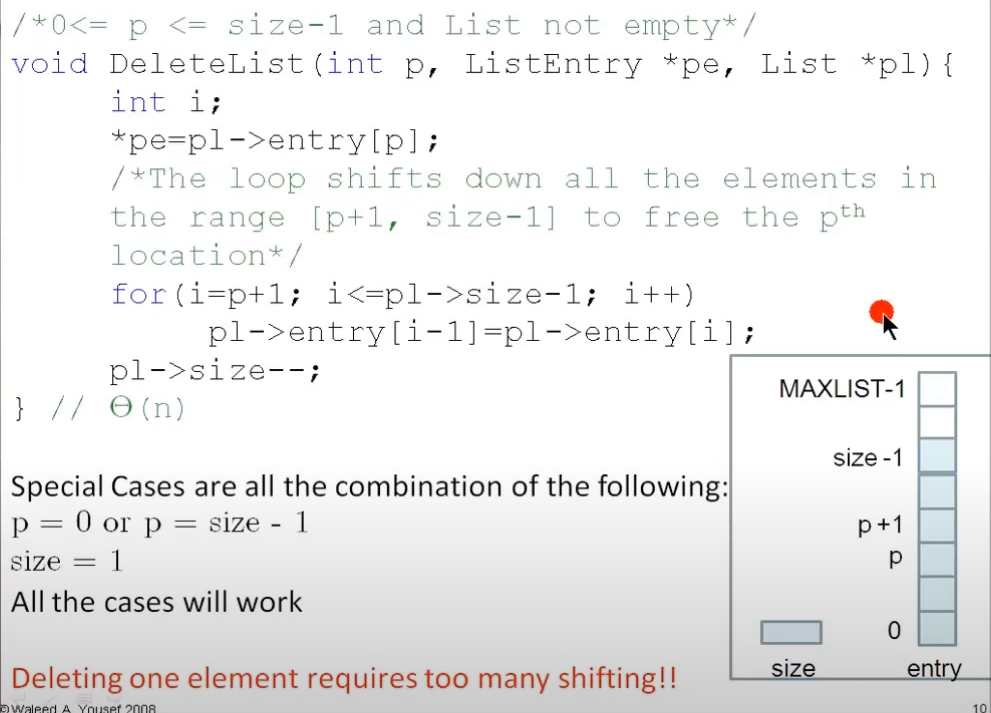 /*0<= p <= size-1 and List not empty*/
void DeleteList(int p, ListEntry *pe, List *pl){
int i;
*pe=pl->entry[p];
/*The loop shifts down all the elements in
the range [p+1, size-1] to free the pth
location*/
for(i=p+1; i<=pl->size-1; i++)
pl->entry[i-1]=pl->entry[i];
pl->size--;
} // Θ(n)
Special Cases are all the combination of the following:
p = 0 or p = size - 1
size = 1
All the cases will work
Deleting one element requires too many shifting!!
MAXLIST-1
size -1
p +1
p
0
size entry
©Waleed A. Yousef 2008
10